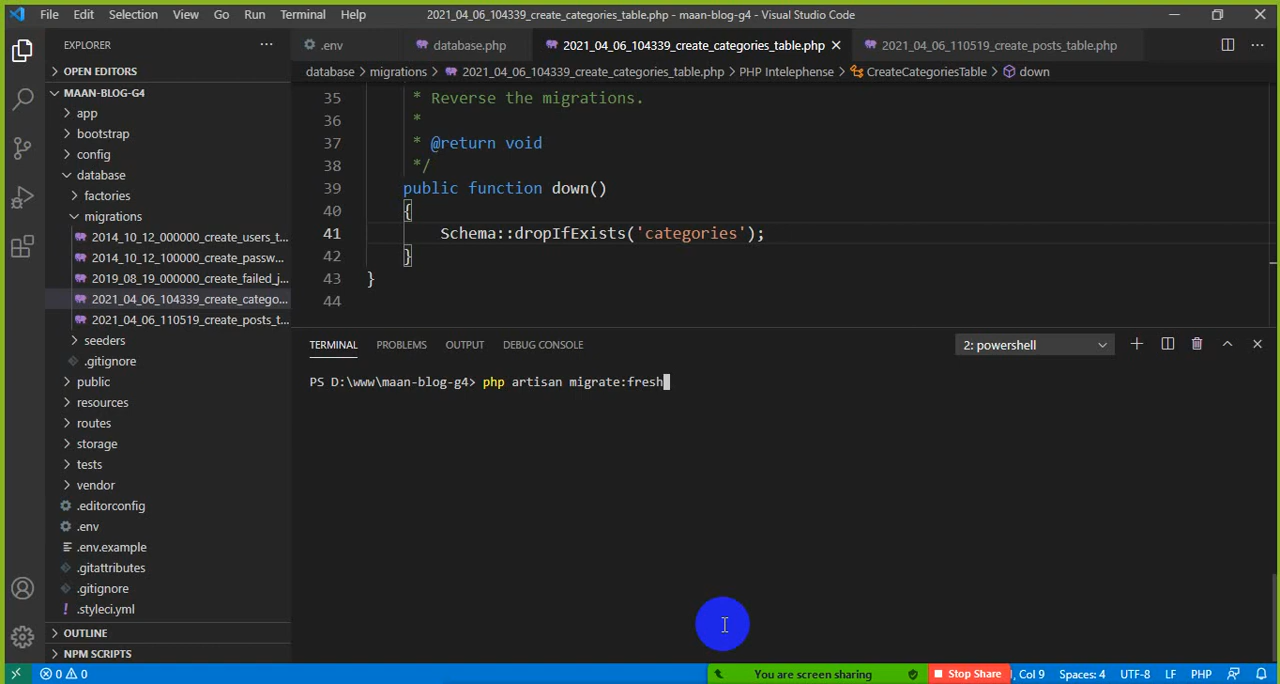 File Edit Selection View Go Run Terminal Help 2021_04_06_104339_create_categories_table.php - maan-blog-g4 - Visual Studio Code
EXPLORER
.env database.php 2021_04_06_104339_create_categories_table.php 2021_04_06_110519_create_posts_table.php
OPEN EDITORS
database migrations 2021_04_06_104339_create_categories_table.php PHP Intelephense CreateCategoriesTable down
MAAN-BLOG-G4
app
bootstrap
config
database
factories
migrations
2014_10_12_000000_create_users_t...
2014_10_12_100000_create_passw...
2019_08_19_000000_create_failed_j...
2021_04_06_104339_create_catego...
2021_04_06_110519_create_posts_t...
seeders
.gitignore
public
resources
routes
storage
tests
vendor
.editorconfig
.env
.env.example
.gitattributes
.gitignore
.styleci.yml
OUTLINE
NPM SCRIPTS
35 * Reverse the migrations.
36 *
37 * @return void
38 */
39 public function down()
40 {
41 Schema::dropIfExists('categories');
42 }
43 }
44
TERMINAL PROBLEMS OUTPUT DEBUG CONSOLE 2: powershell
PS D:\www\maan-blog-g4> php artisan migrate:fresh
0 0 You are screen sharing Stop Share Col 9 Spaces: 4 UTF-8 LF PHP